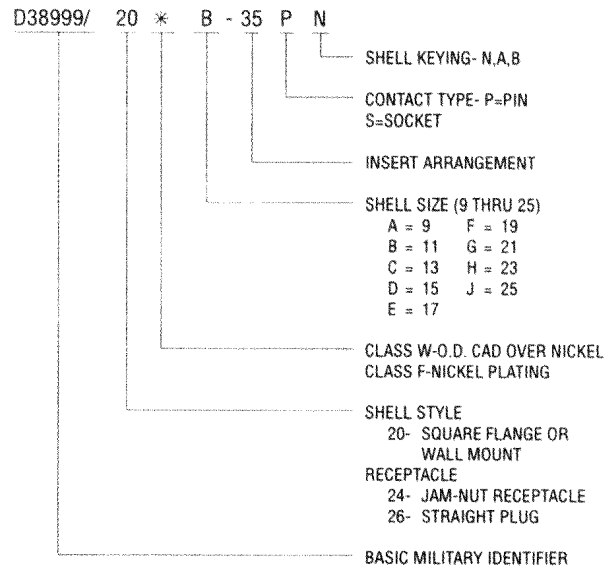 D38999/ 20 * B - 35 P N
SHELL KEYING- N,A,B
CONTACT TYPE- P=PIN
S=SOCKET
INSERT ARRANGEMENT
SHELL SIZE (9 THRU 25)
A = 9 F = 19
B = 11 G = 21
C = 13 H = 23
D = 15 J = 25
E = 17
CLASS W-O.D. CAD OVER NICKEL
CLASS F-NICKEL PLATING
SHELL STYLE
20- SQUARE FLANGE OR
WALL MOUNT
RECEPTACLE
24- JAM-NUT RECEPTACLE
26- STRAIGHT PLUG
BASIC MILITARY IDENTIFIER